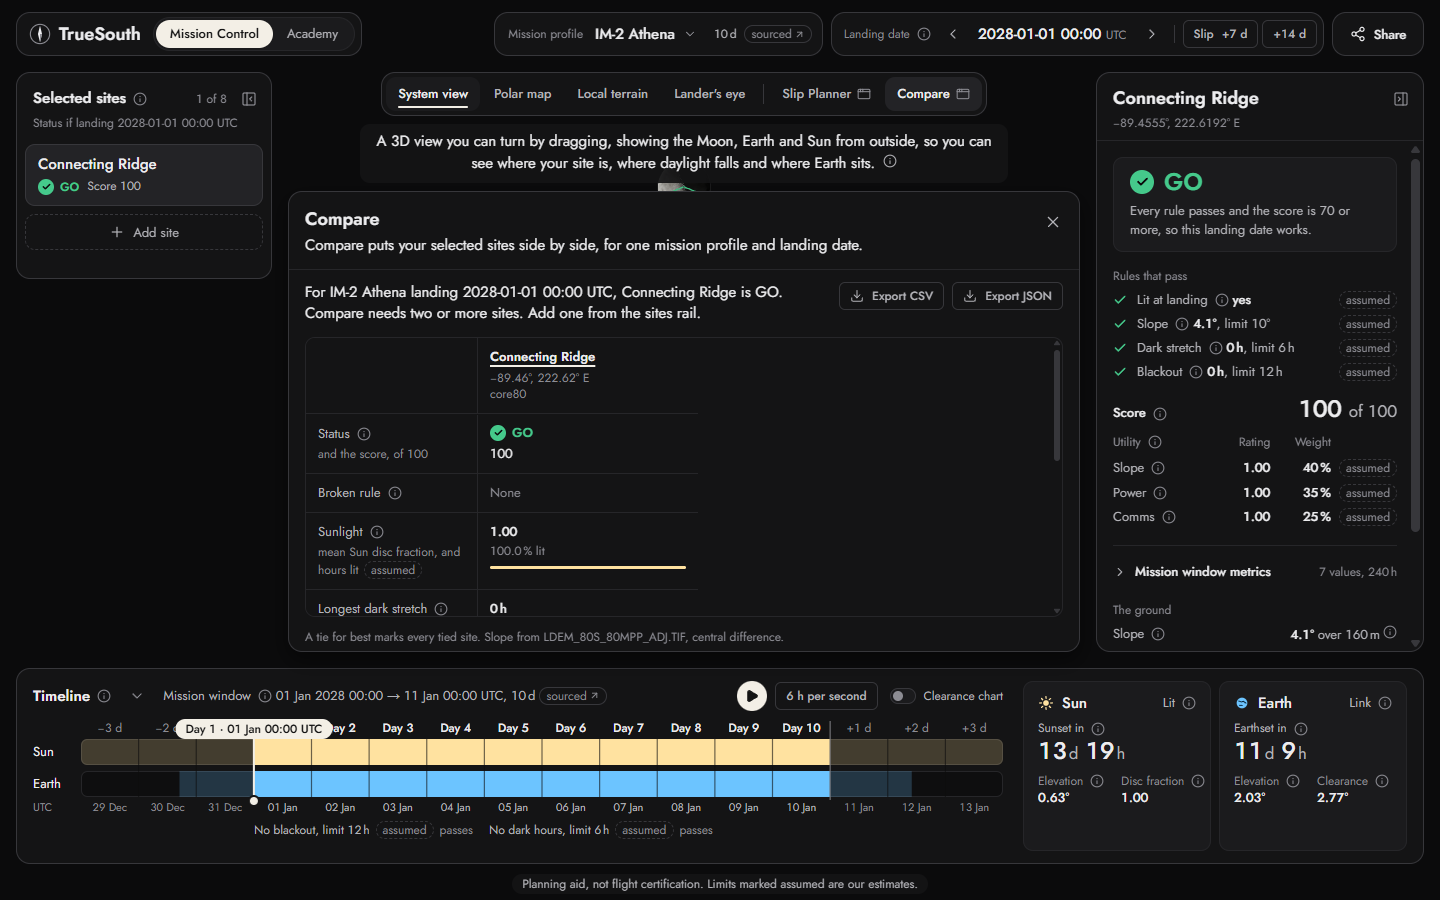 TrueSouth
Mission Control
Academy
Mission profile IM-2 Athena 10 d sourced ↗
Landing date 2028-01-01 00:00 UTC
Slip +7 d
+14 d
Share
Selected sites 1 of 8
Status if landing 2028-01-01 00:00 UTC
Connecting Ridge
GO Score 100
Add site
System view
Polar map
Local terrain
Lander's eye
Slip Planner
Compare
A 3D view you can turn by dragging, showing the Moon, Earth and Sun from outside, so you can
see where your site is, where daylight falls and where Earth sits.
Compare
Compare puts your selected sites side by side, for one mission profile and landing date.
For IM-2 Athena landing 2028-01-01 00:00 UTC, Connecting Ridge is GO.
Compare needs two or more sites. Add one from the sites rail.
Export CSV
Export JSON
Connecting Ridge
−89.46°, 222.62° E
core80
Status
and the score, of 100
GO
100
Broken rule
None
Sunlight
mean Sun disc fraction, and
hours lit assumed
1.00
100.0 % lit
Longest dark stretch
0 h
A tie for best marks every tied site. Slope from LDEM_80S_80MPP_ADJ.TIF, central difference.
Connecting Ridge
−89.4555°, 222.6192° E
GO
Every rule passes and the score is 70 or
more, so this landing date works.
Rules that pass
Lit at landing yes assumed
Slope 4.1°, limit 10° assumed
Dark stretch 0 h, limit 6 h assumed
Blackout 0 h, limit 12 h assumed
Score 100 of 100
Utility Rating Weight
Slope 1.00 40 % assumed
Power 1.00 35 % assumed
Comms 1.00 25 % assumed
Mission window metrics 7 values, 240 h
The ground
Slope 4.1° over 160 m
Timeline
Mission window 01 Jan 2028 00:00 → 11 Jan 00:00 UTC, 10 d sourced ↗
6 h per second
Clearance chart
−3 d −2 d Day 1 · 01 Jan 00:00 UTC Day 2 Day 3 Day 4 Day 5 Day 6 Day 7 Day 8 Day 9 Day 10 +1 d +2 d +3 d
Sun
Earth
UTC 29 Dec 30 Dec 31 Dec 01 Jan 02 Jan 03 Jan 04 Jan 05 Jan 06 Jan 07 Jan 08 Jan 09 Jan 10 Jan 11 Jan 12 Jan 13 Jan
No blackout, limit 12 h assumed passes No dark hours, limit 6 h assumed passes
Sun Lit
Sunset in
13 d 19 h
Elevation Disc fraction
0.63° 1.00
Earth Link
Earthset in
11 d 9 h
Elevation Clearance
2.03° 2.77°
Planning aid, not flight certification. Limits marked assumed are our estimates.